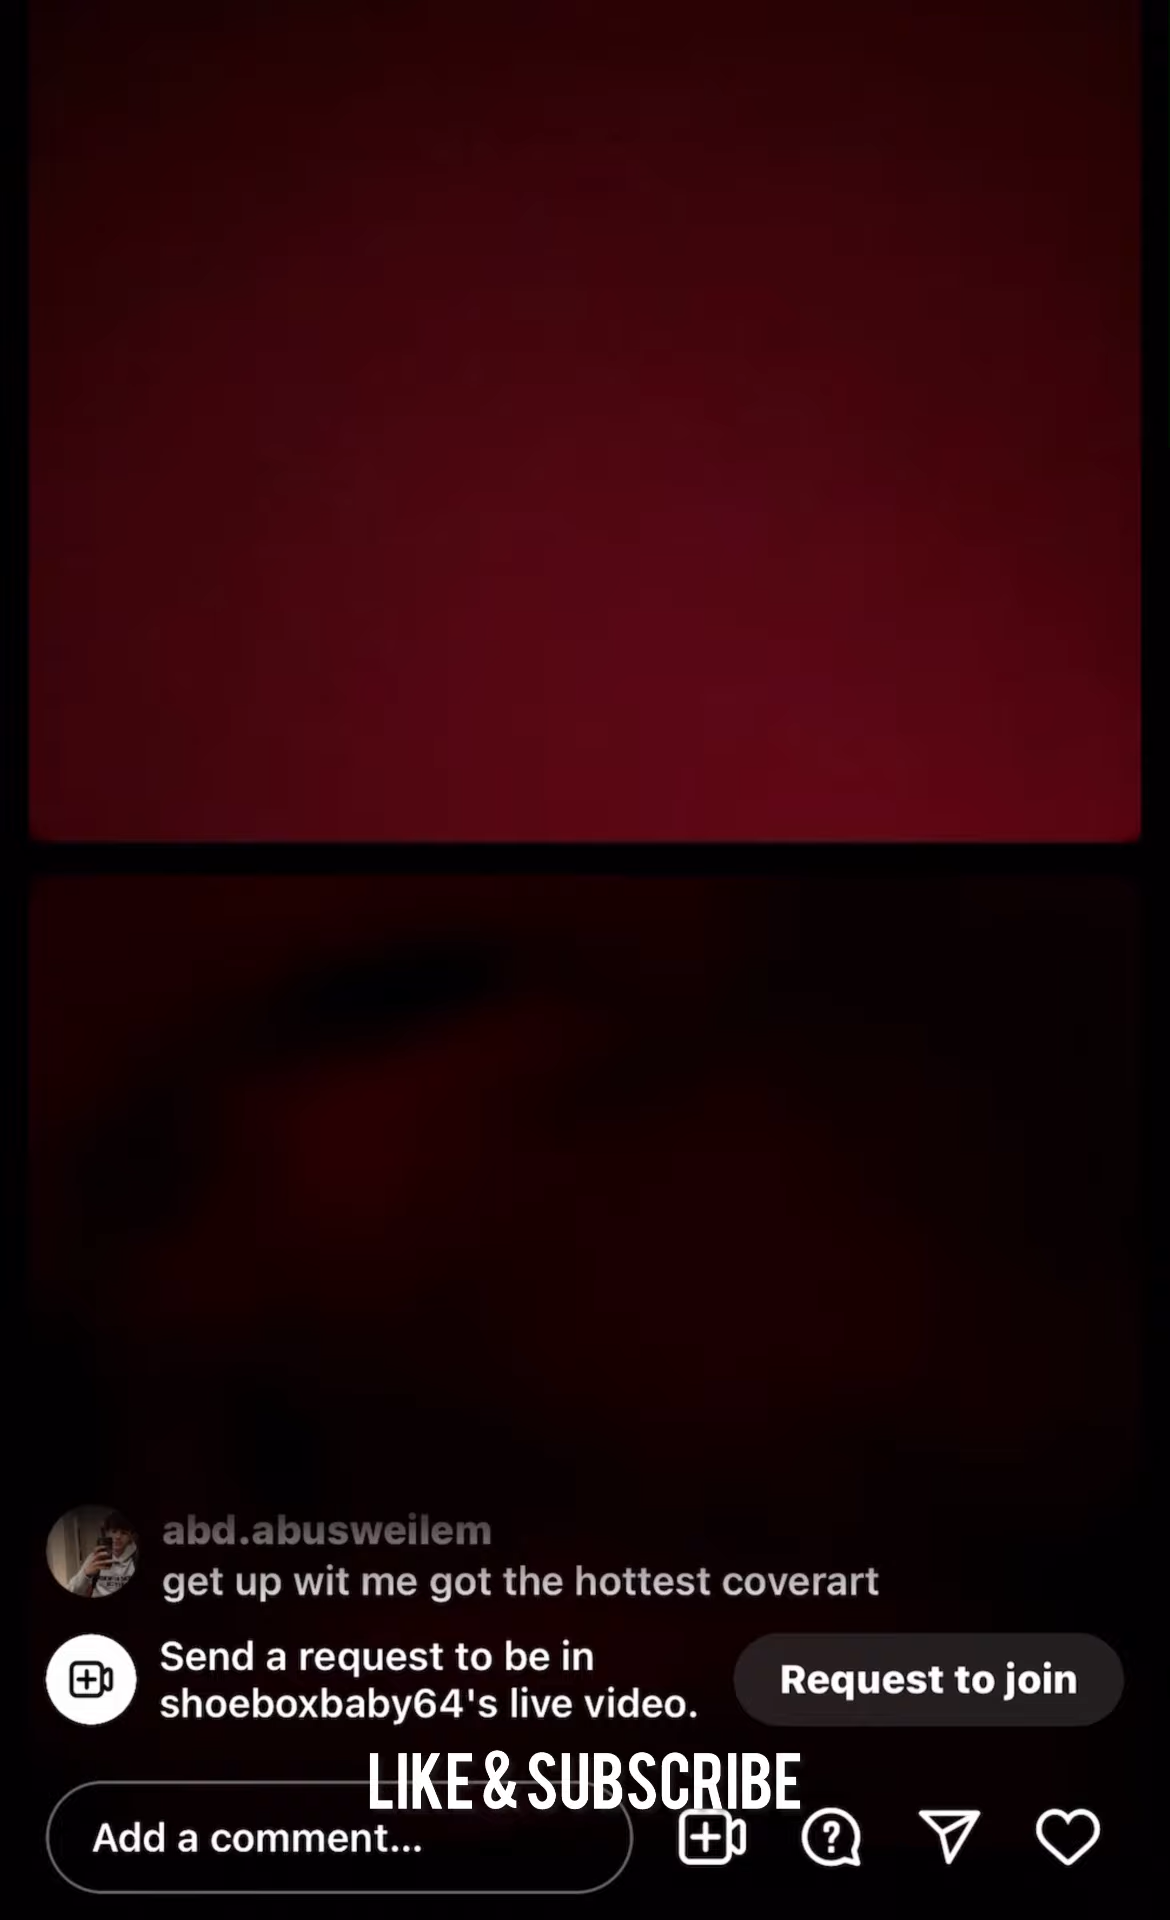 abd.abusweilem
get up wit me got the hottest coverart
Send a request to be in
shoeboxbaby64's live video.
Request to join
LIKE & SUBSCRIBE
Add a comment...